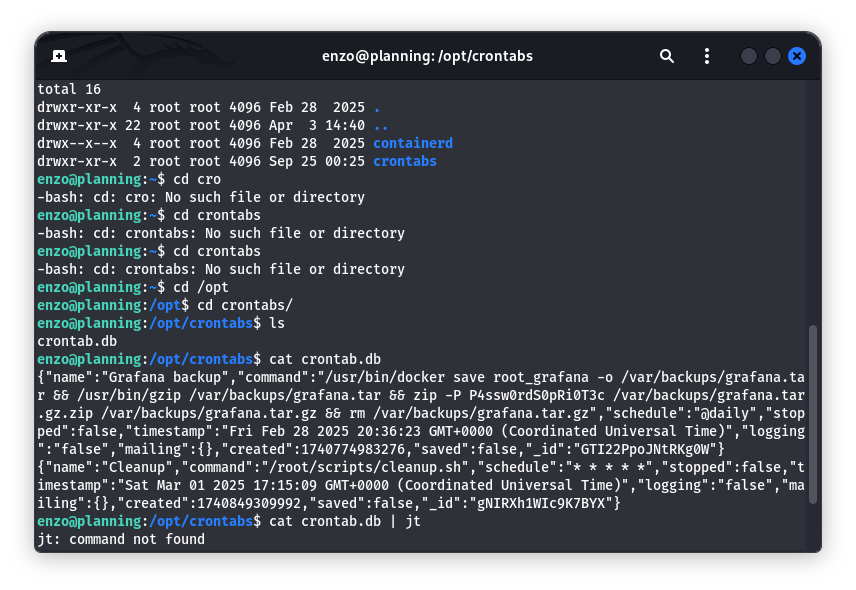 enzo@planning: /opt/crontabs
total 16
drwxr-xr-x  4 root root 4096 Feb 28  2025 .
drwxr-xr-x 22 root root 4096 Apr  3 14:40 ..
drwx--x--x  4 root root 4096 Feb 28  2025 containerd
drwxr-xr-x  2 root root 4096 Sep 25 00:25 crontabs
enzo@planning:~$ cd cro
-bash: cd: cro: No such file or directory
enzo@planning:~$ cd crontabs
-bash: cd: crontabs: No such file or directory
enzo@planning:~$ cd crontabs
-bash: cd: crontabs: No such file or directory
enzo@planning:~$ cd /opt
enzo@planning:/opt$ cd crontabs/
enzo@planning:/opt/crontabs$ ls
crontab.db
enzo@planning:/opt/crontabs$ cat crontab.db
{"name":"Grafana backup","command":"/usr/bin/docker save root_grafana -o /var/backups/grafana.ta
r && /usr/bin/gzip /var/backups/grafana.tar && zip -P P4ssw0rdS0pRi0T3c /var/backups/grafana.tar
.gz.zip /var/backups/grafana.tar.gz && rm /var/backups/grafana.tar.gz","schedule":"@daily","stop
ped":false,"timestamp":"Fri Feb 28 2025 20:36:23 GMT+0000 (Coordinated Universal Time)","logging
":"false","mailing":{},"created":1740774983276,"saved":false,"_id":"GTI22PpoJNtRKg0W"}
{"name":"Cleanup","command":"/root/scripts/cleanup.sh","schedule":"* * * * *","stopped":false,"t
imestamp":"Sat Mar 01 2025 17:15:09 GMT+0000 (Coordinated Universal Time)","logging":"false","ma
iling":{},"created":1740849309992,"saved":false,"_id":"gNIRXh1WIc9K7BYX"}
enzo@planning:/opt/crontabs$ cat crontab.db | jt
jt: command not found